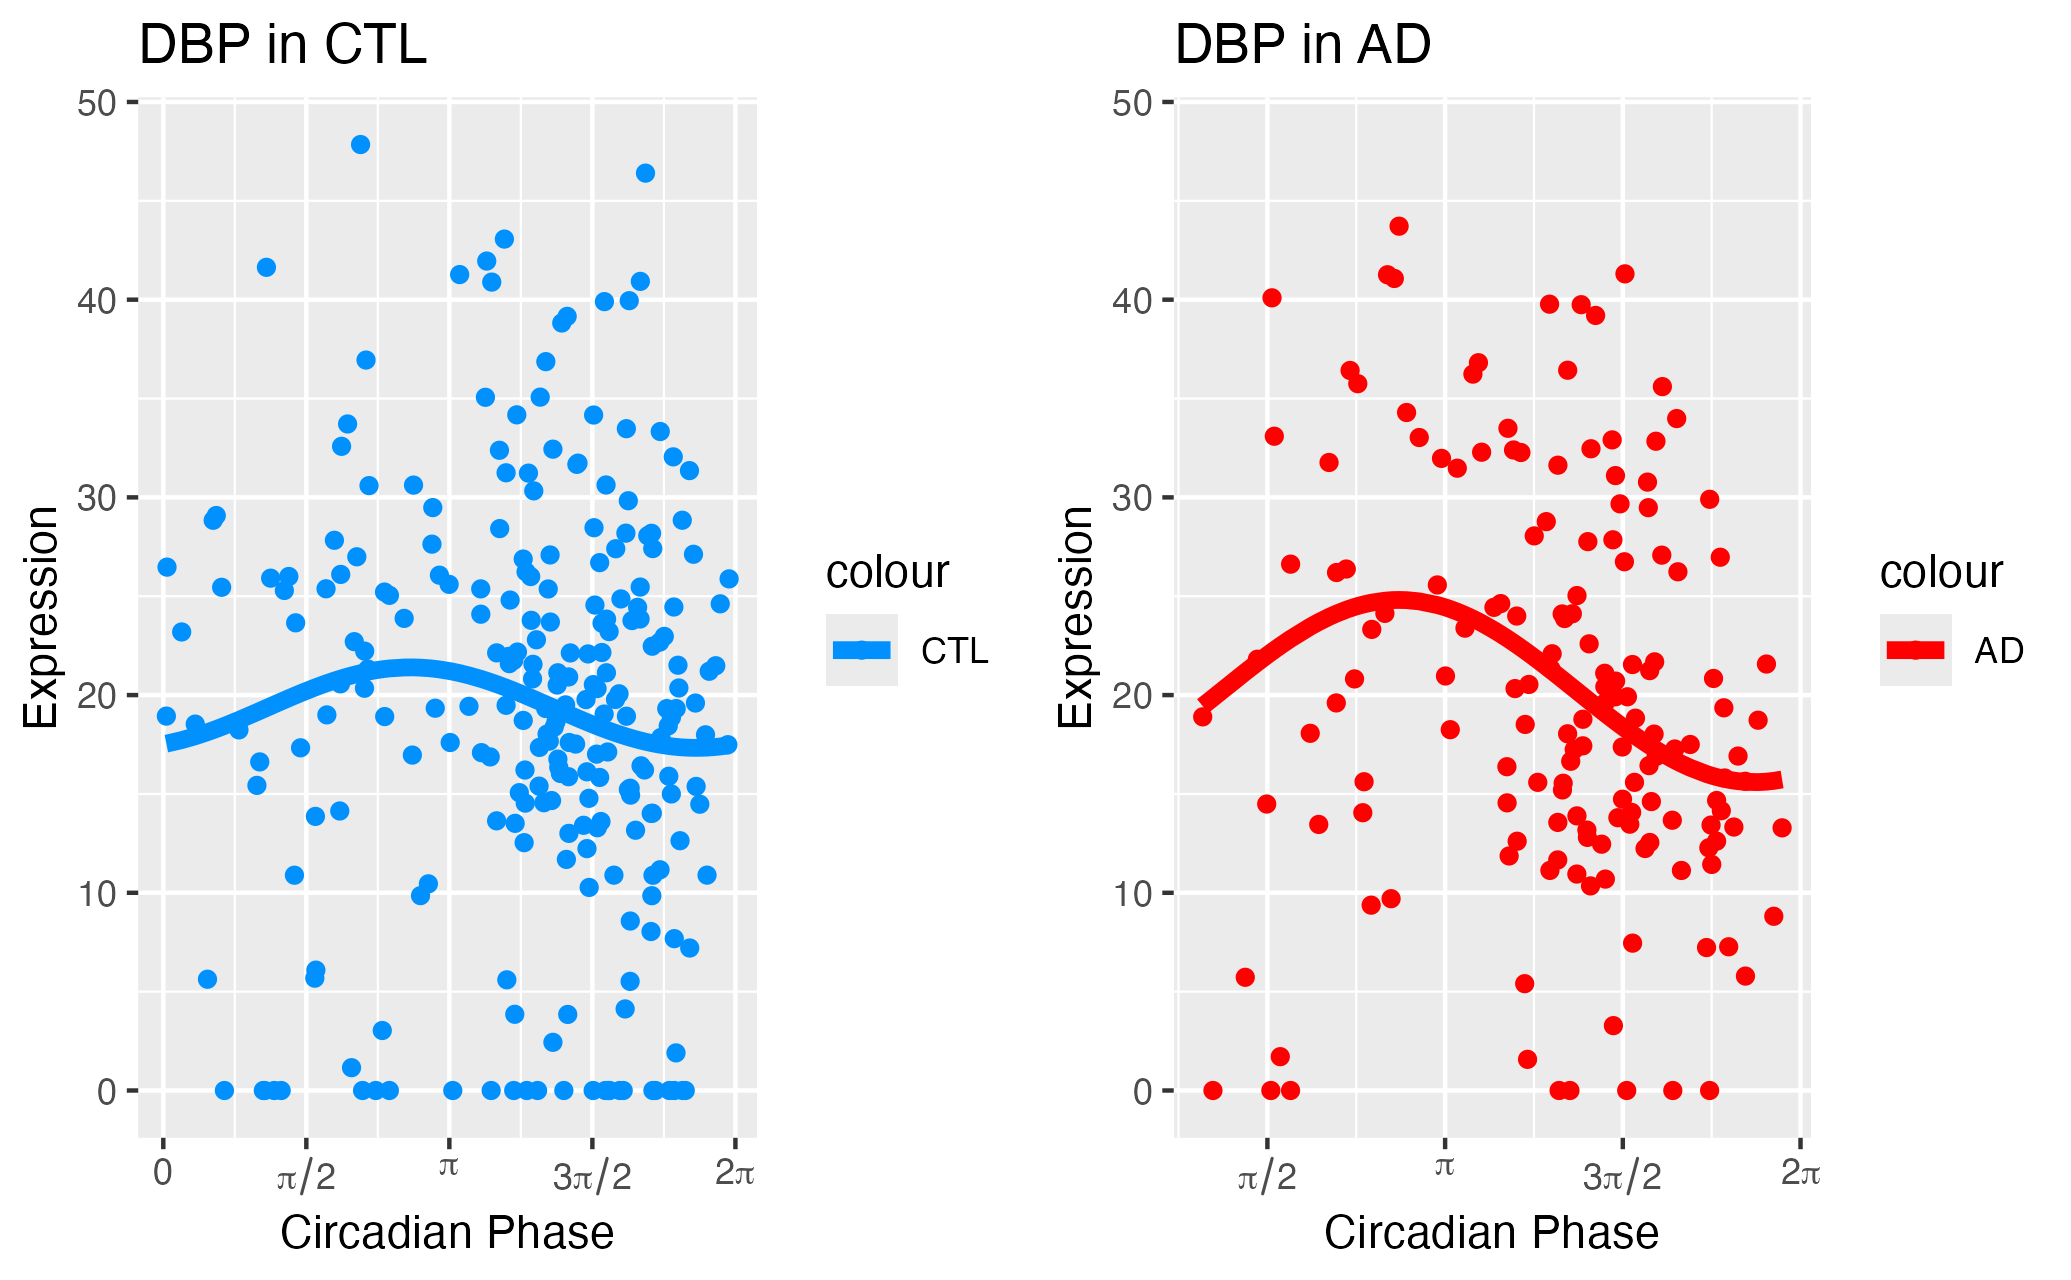 DBP in CTL
50
40
30
20
10
0
Expression
0
π/2
π
3π/2
2π
Circadian Phase
colour
CTL
DBP in AD
50
40
30
20
10
0
Expression
π/2
π
3π/2
2π
Circadian Phase
colour
AD